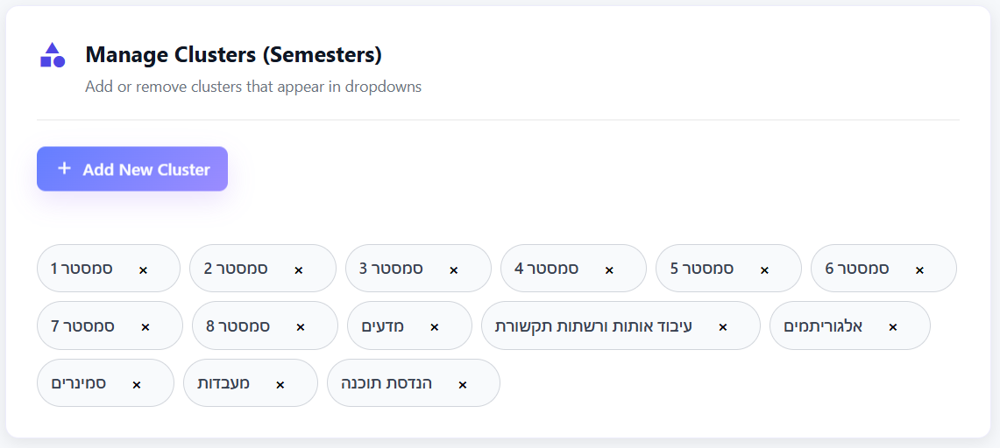 Manage Clusters (Semesters)
Add or remove clusters that appear in dropdowns
+ Add New Cluster
סמסטר 1 × סמסטר 2 × סמסטר 3 × סמסטר 4 × סמסטר 5 × סמסטר 6 ×
סמסטר 7 × סמסטר 8 × מדעים × עיבוד אותות ורשתות תקשורת × אלגוריתמים ×
סמינרים × מעבדות × הנדסת תוכנה ×